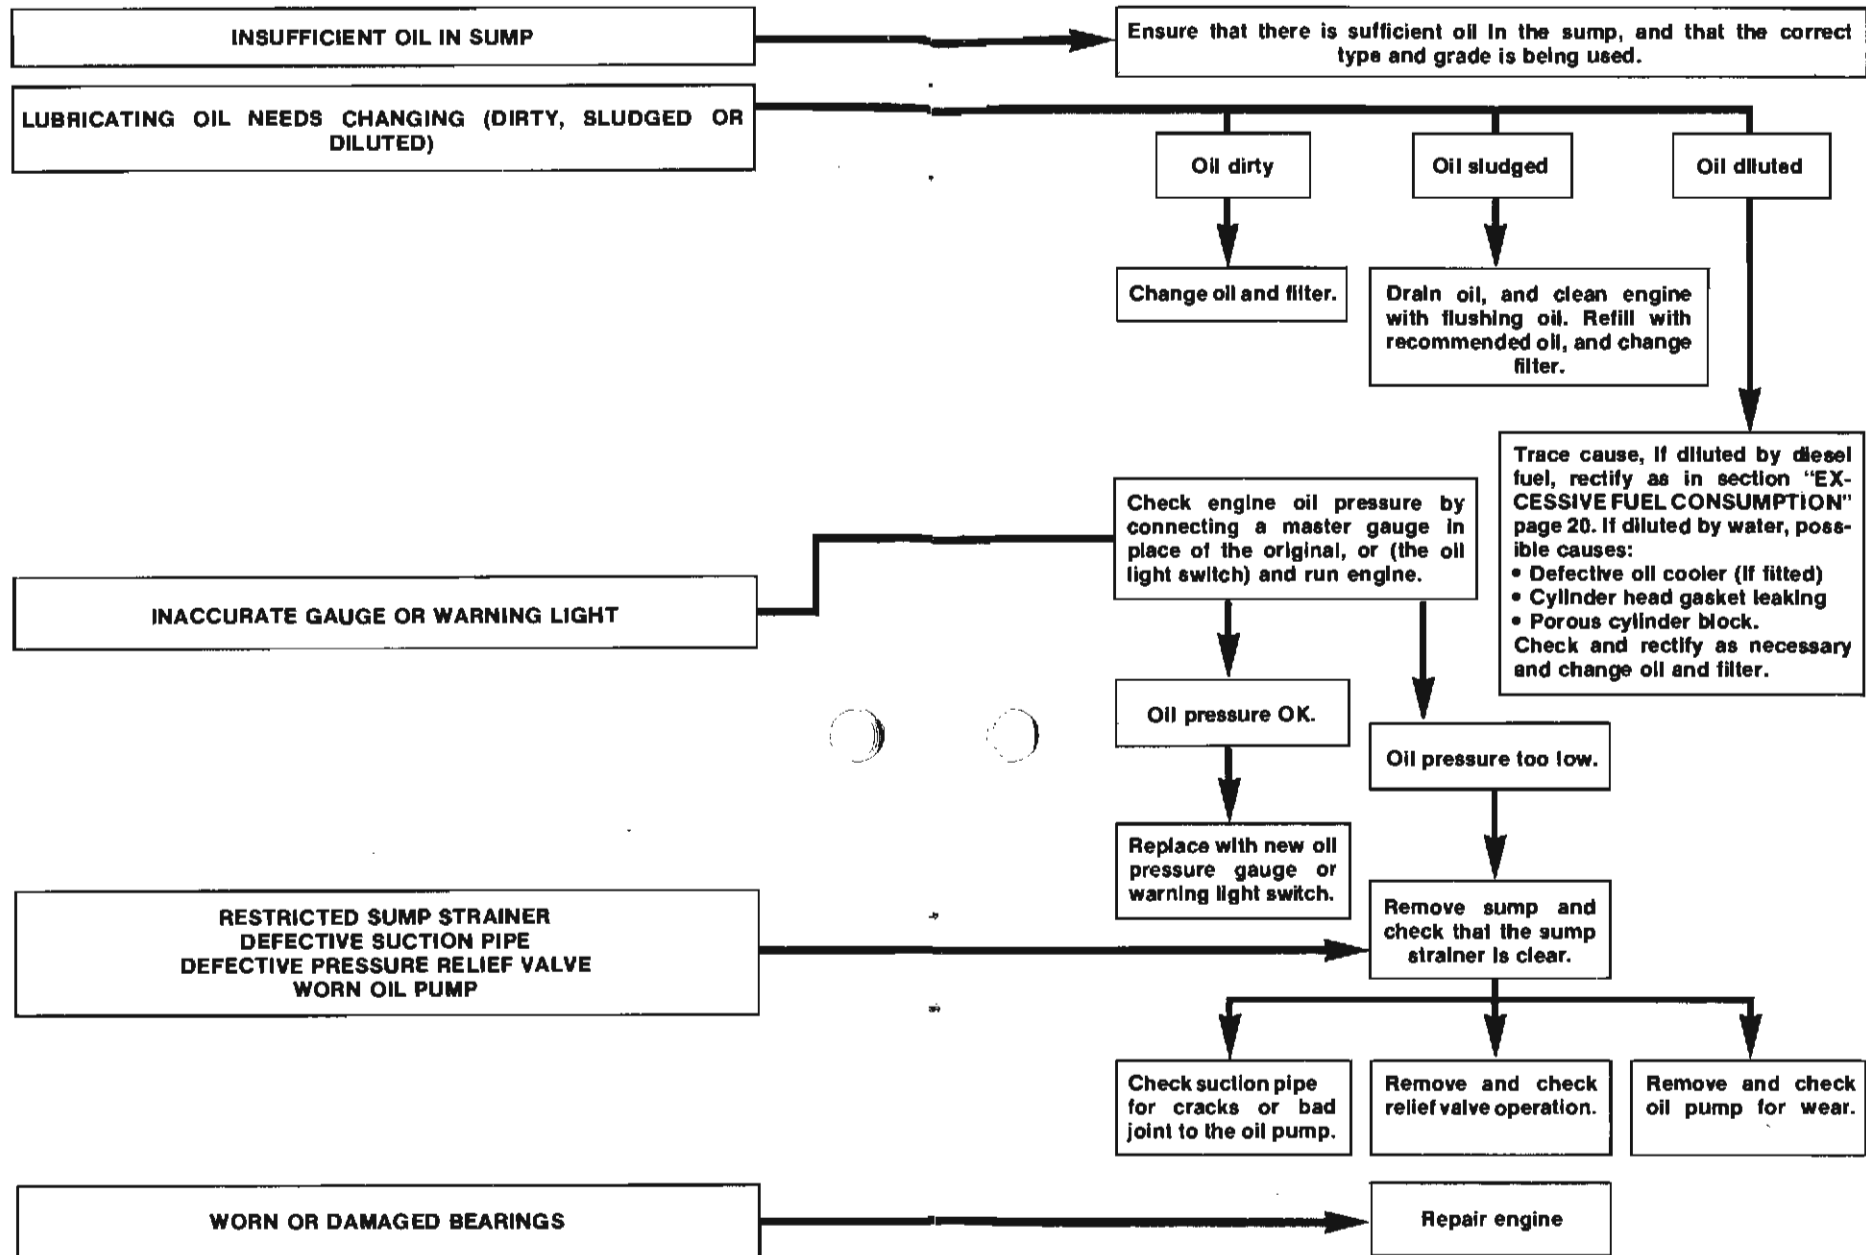 INSUFFICIENT OIL IN SUMP
Ensure that there is sufficient oil in the sump, and that the correct
type and grade is being used.
LUBRICATING OIL NEEDS CHANGING (DIRTY, SLUDGED OR
DILUTED)
Oil dirty
Oil sludged
Oil diluted
Change oil and filter.
Drain oil, and clean engine
with flushing oil. Refill with
recommended oil, and change
filter.
Trace cause, If diluted by diesel
fuel, rectify as in section “EX-
CESSIVE FUEL CONSUMPTION”
page 20. If diluted by water, poss-
ible causes:
• Defective oil cooler (If fitted)
• Cylinder head gasket leaking
• Porous cylinder block.
Check and rectify as necessary
and change oil and filter.
INACCURATE GAUGE OR WARNING LIGHT
Check engine oil pressure by
connecting a master gauge in
place of the original, or (the oil
light switch) and run engine.
Oil pressure OK.
Oil pressure too low.
Replace with new oil
pressure gauge or
warning light switch.
RESTRICTED SUMP STRAINER
DEFECTIVE SUCTION PIPE
DEFECTIVE PRESSURE RELIEF VALVE
WORN OIL PUMP
Remove sump and
check that the sump
strainer is clear.
Check suction pipe
for cracks or bad
joint to the oil pump.
Remove and check
relief valve operation.
Remove and check
oil pump for wear.
WORN OR DAMAGED BEARINGS
Repair engine